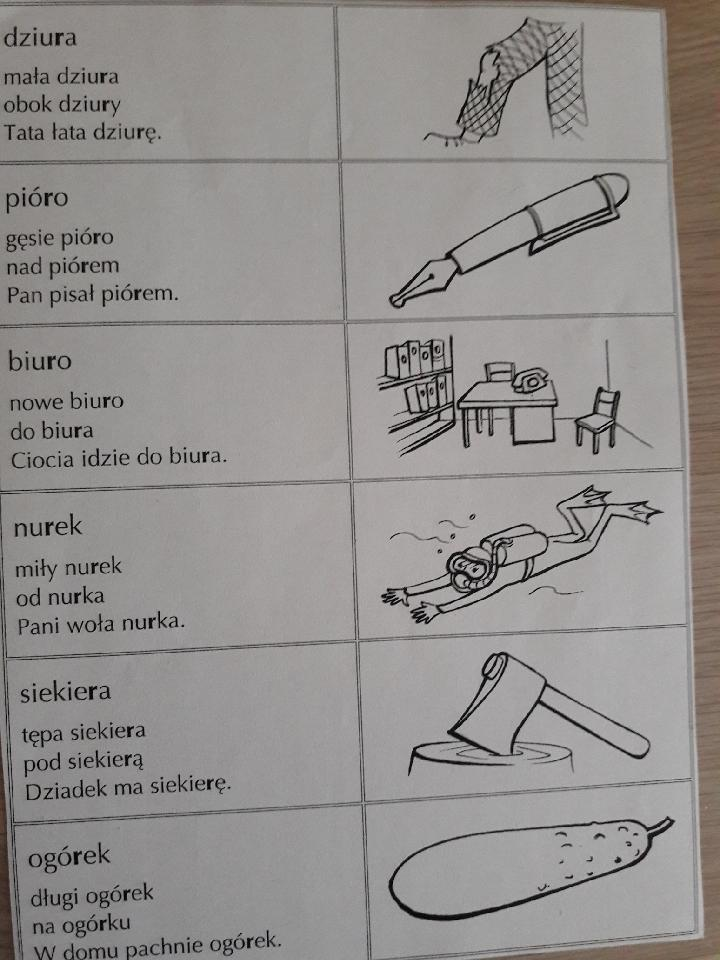 dziura
mała dziura
obok dziury
Tata łata dziurę.
pióro
gęsie pióro
nad piórem
Pan pisał piórem.
biuro
nowe biuro
do biura
Ciocia idzie do biura.
nurek
miły nurek
od nurka
Pani woła nurka.
siekiera
tępa siekiera
pod siekierą
Dziadek ma siekierę.
ogórek
długi ogórek
na ogórku
W domu pachnie ogórek.